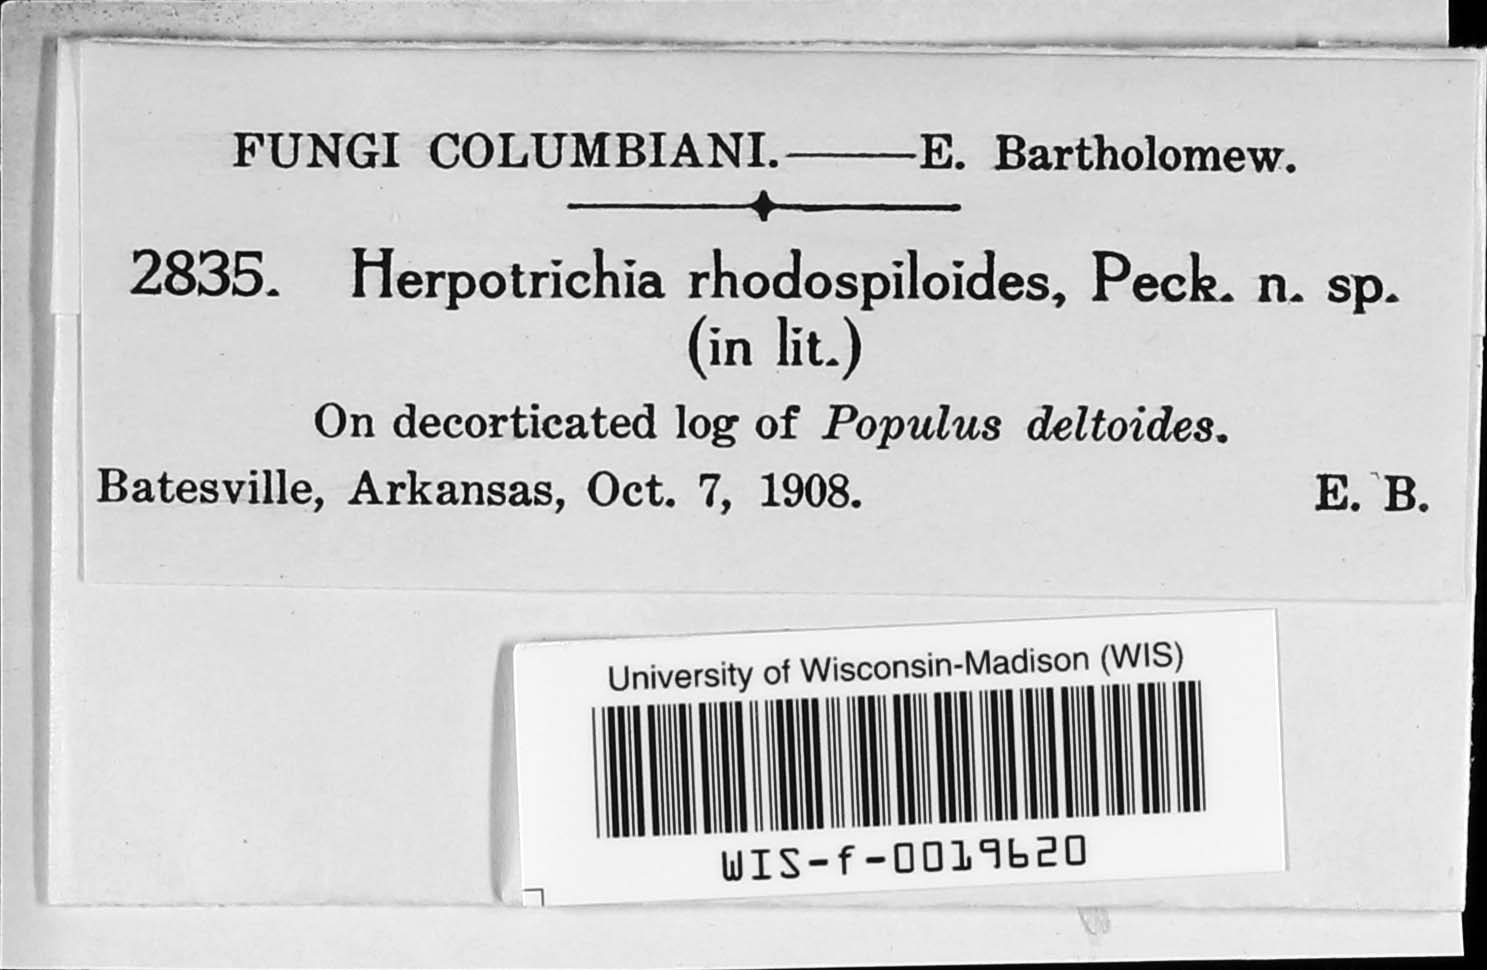 FUNGI COLUMBIANI.——E. Bartholomew.
2835. Herpotrichia rhodospiloides, Peck. n. sp.
(in lit.)
On decorticated log of Populus deltoides.
Batesville, Arkansas, Oct. 7, 1908. E. B.
University of Wisconsin-Madison (WIS)
WIS-f-0019620